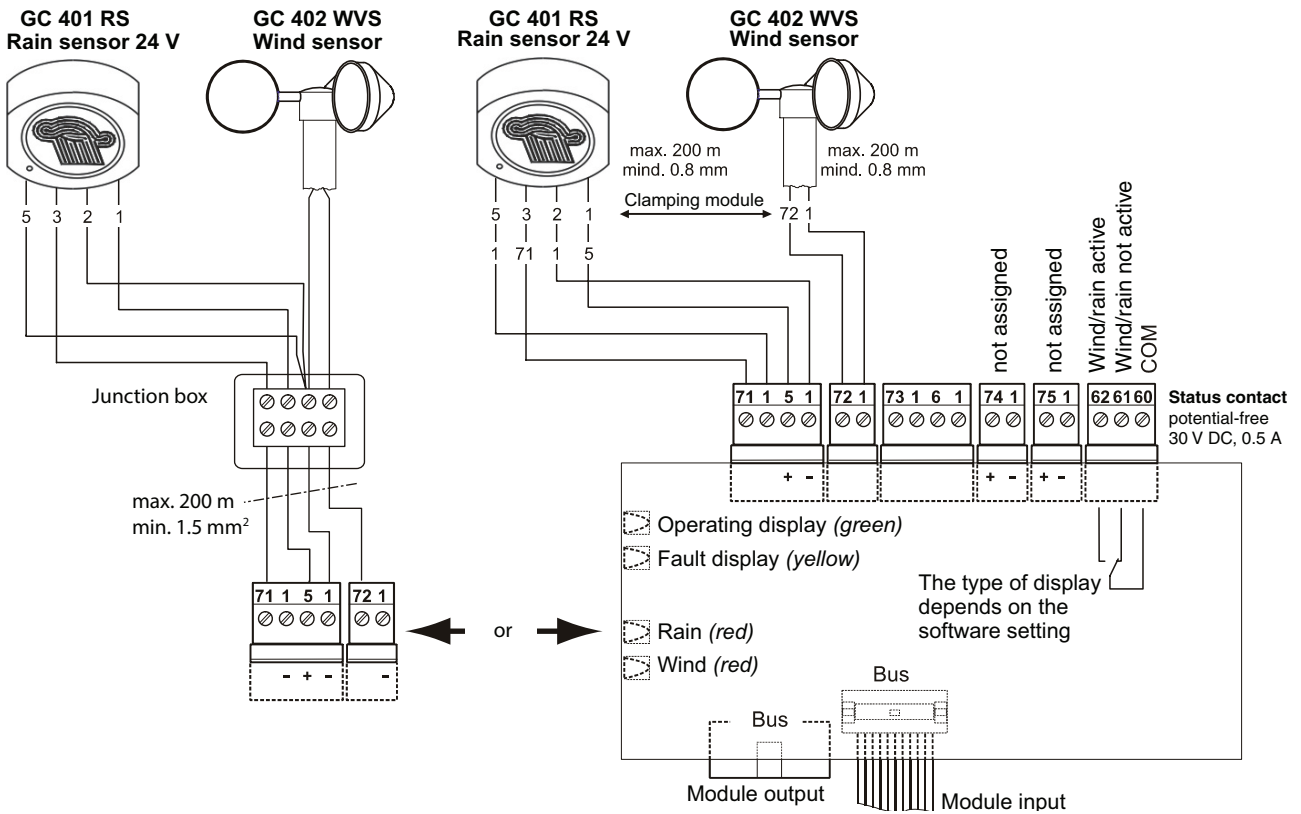 GC 401 RS
Rain sensor 24 V
GC 402 WVS
Wind sensor
GC 401 RS
Rain sensor 24 V
GC 402 WVS
Wind sensor
max. 200 m
mind. 0.8 mm
max. 200 m
mind. 0.8 mm
Clamping module
5 3 2 1
5 3 2 1
72 1
1 71 1 5
not assigned
not assigned
Wind/rain active
Wind/rain not active
COM
Junction box
71 1 5 1
72 1
73 1 6 1
74 1
75 1
62 61 60
Status contact
potential-free
30 V DC, 0.5 A
+ -
+ -
+ -
max. 200 m
min. 1.5 mm²
Operating display (green)
Fault display (yellow)
The type of display
depends on the
software setting
71 1 5 1
72 1
- + -
-
or
Rain (red)
Wind (red)
Bus
Bus
Module output
Module input